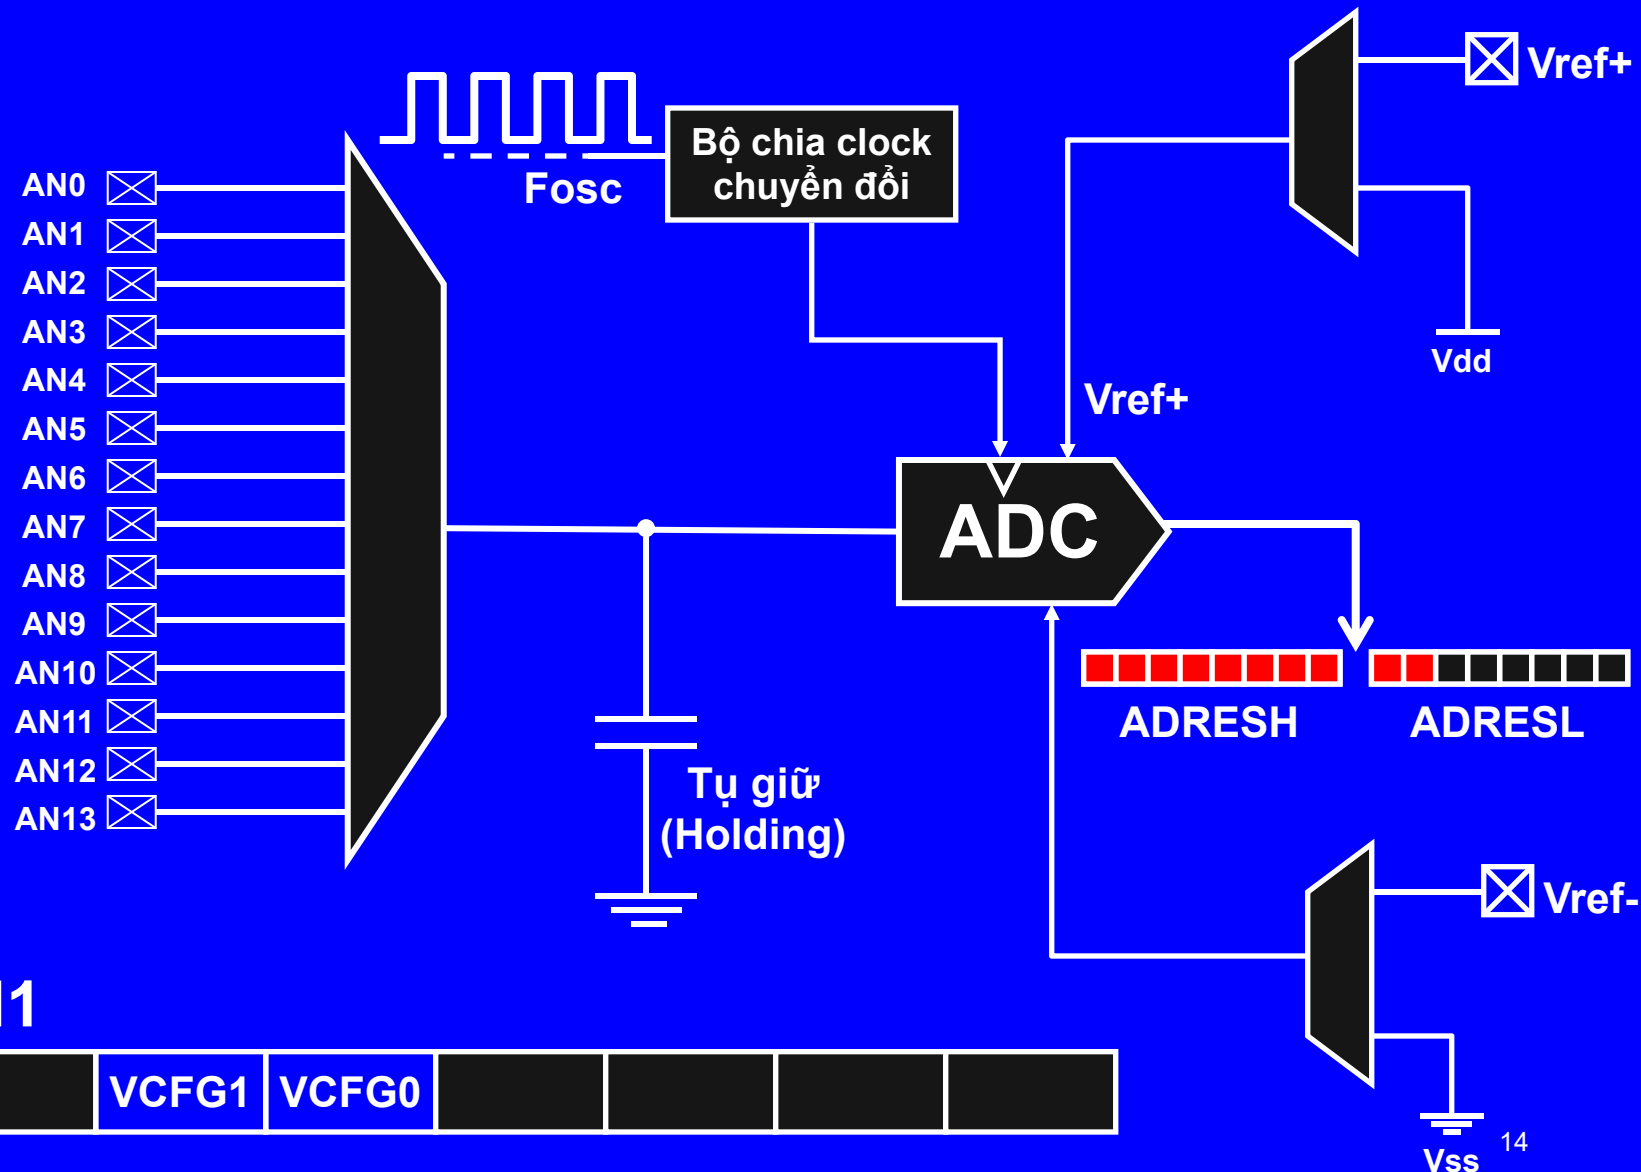 Vref+
Bộ chia clock
chuyển đổi
Fosc
AN0
AN1
AN2
AN3
AN4
AN5
AN6
AN7
AN8
AN9
AN10
AN11
AN12
AN13
Vdd
Vref+
ADC
ADRESH
ADRESL
Tụ giữ
(Holding)
Vref-
1
VCFG1
VCFG0
Vss
14